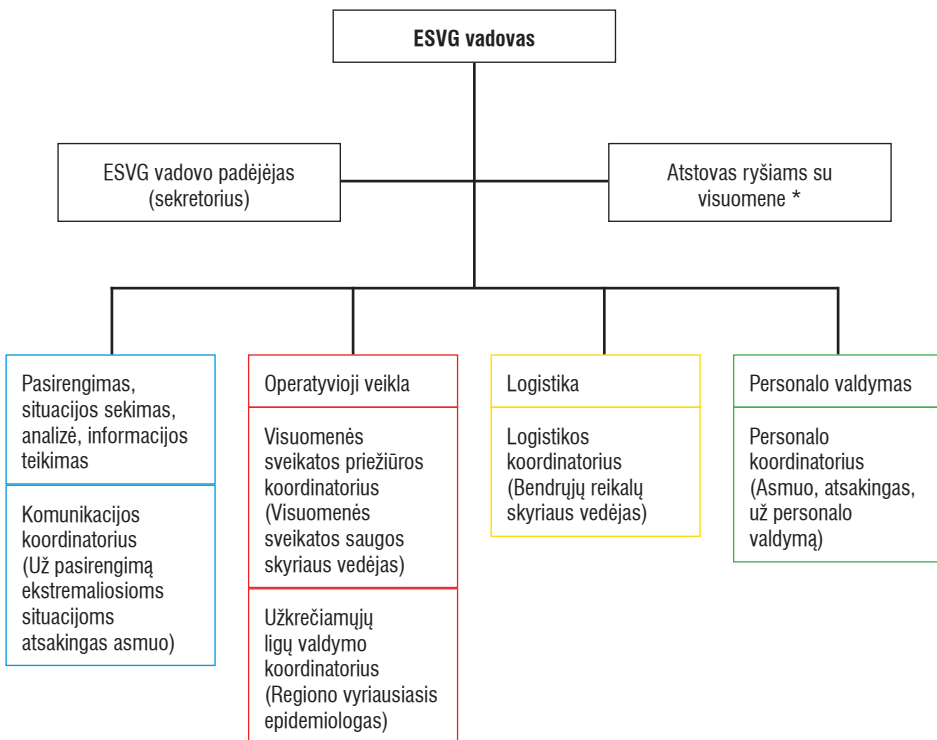 ESVG vadovas
ESVG vadovo padėjėjas
(sekretorius)
Atstovas ryšiams su
visuomene *
Pasirengimas,
situacijos sekimas,
analizė, informacijos
teikimas
Komunikacijos
koordinatorius
(Už pasirengimą
ekstremaliosioms
situacijoms
atsakingas asmuo)
Operatyvioji veikla
Visuomenės
sveikatos priežiūros
koordinatorius
(Visuomenės
sveikatos saugos
skyriaus vedėjas)
Užkrečiamųjų
ligų valdymo
koordinatorius
(Regiono vyriausiasis
epidemiologas)
Logistika
Logistikos
koordinatorius
(Bendrųjų reikalų
skyriaus vedėjas)
Personalo valdymas
Personalo
koordinatorius
(Asmuo, atsakingas,
už personalo
valdymą)